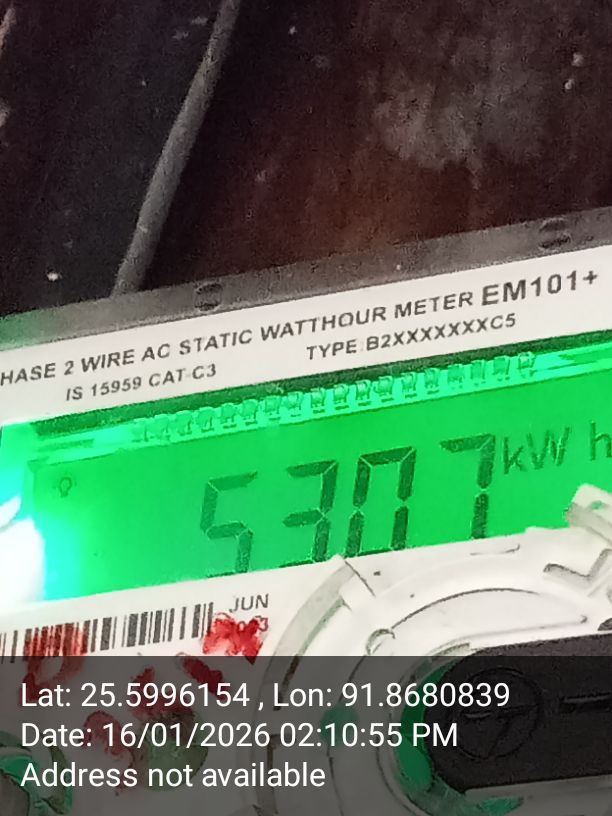 HASE 2 WIRE AC STATIC WATTHOUR METER EM101+
IS 15959 CAT C3 TYPE B2XXXXXXXC5
5307 kW h
JUN
Lat: 25.5996154 , Lon: 91.8680839
Date: 16/01/2026 02:10:55 PM
Address not available